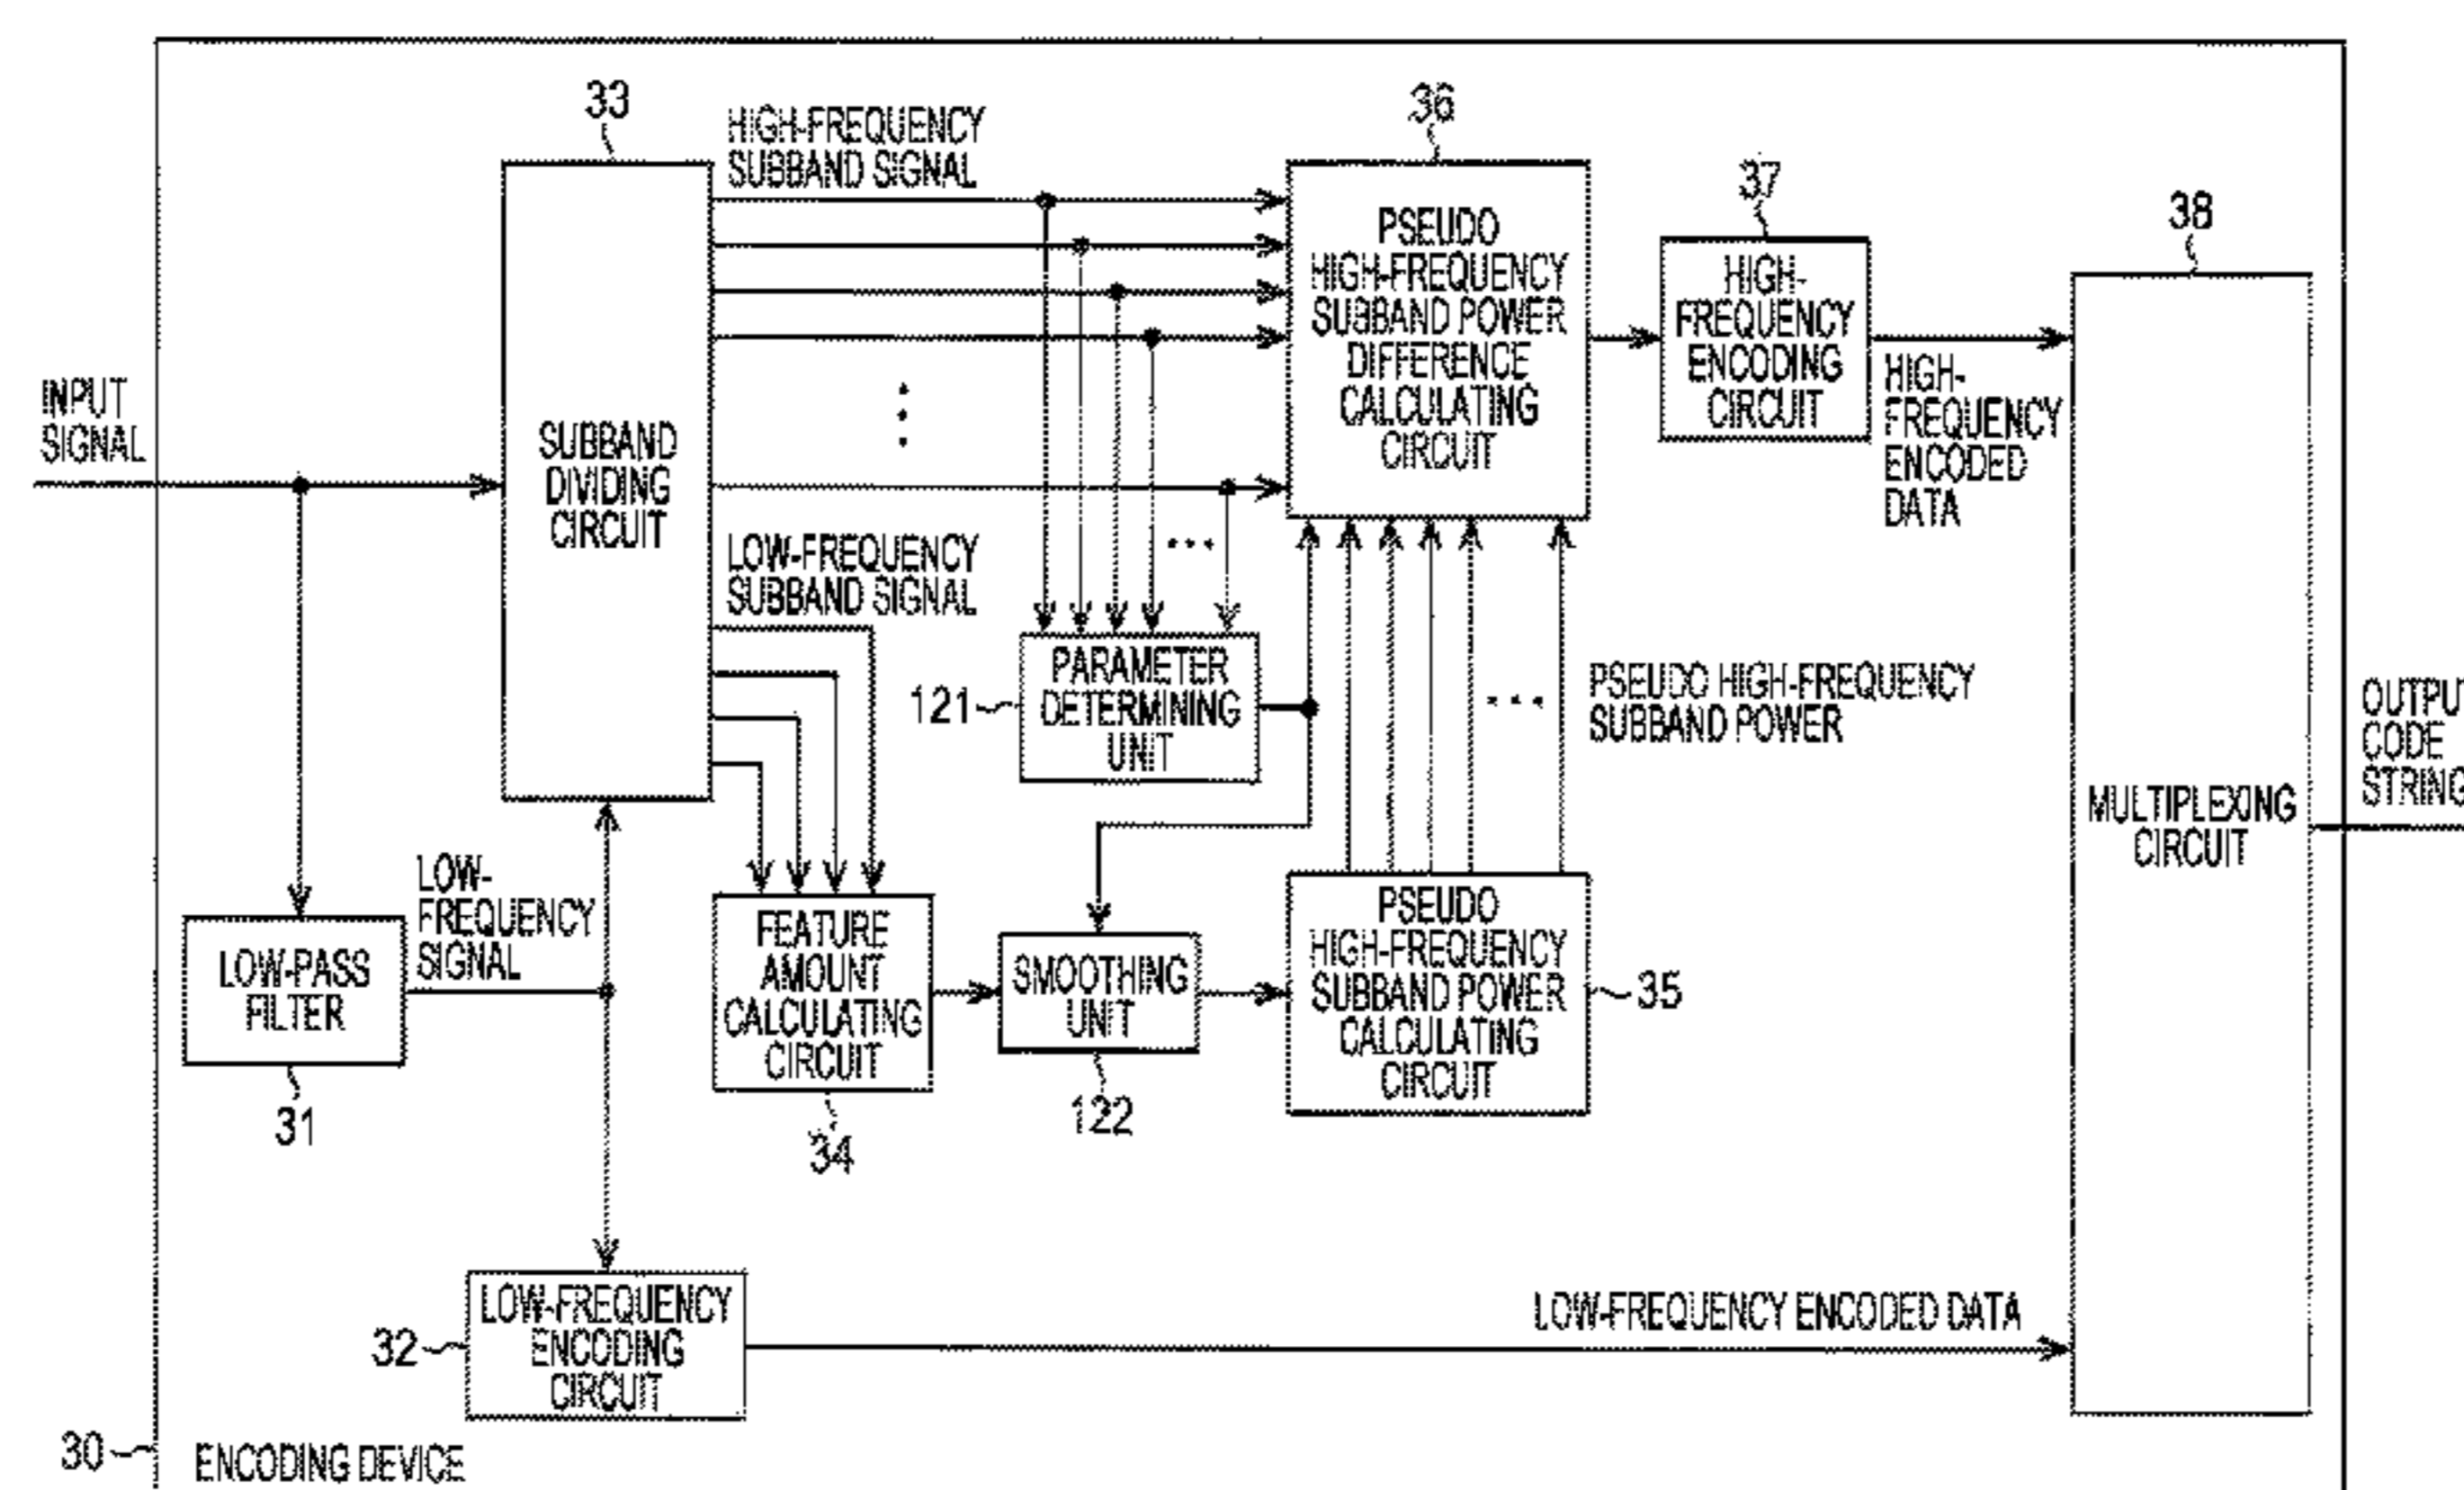 33
HIGH-FREQUENCY
SUBBAND SIGNAL
36
37
38
INPUT
SIGNAL
SUBBAND
DIVIDING
CIRCUIT
PSEUDO
HIGH-FREQUENCY
SUBBAND POWER
DIFFERENCE
CALCULATING
CIRCUIT
HIGH-
FREQUENCY
ENCODING
CIRCUIT
HIGH-
FREQUENCY
ENCODED
DATA
LOW-FREQUENCY
SUBBAND SIGNAL
121
PARAMETER
DETERMINING
UNIT
PSEUDO HIGH-FREQUENCY
SUBBAND POWER
MULTIPLEXING
CIRCUIT
OUTPUT
CODE
STRING
LOW-
FREQUENCY
SIGNAL
LOW-PASS
FILTER
31
FEATURE
AMOUNT
CALCULATING
CIRCUIT
34
SMOOTHING
UNIT
122
PSEUDO
HIGH-FREQUENCY
SUBBAND POWER
CALCULATING
CIRCUIT
35
32
LOW-FREQUENCY
ENCODING
CIRCUIT
LOW-FREQUENCY ENCODED DATA
30
ENCODING DEVICE